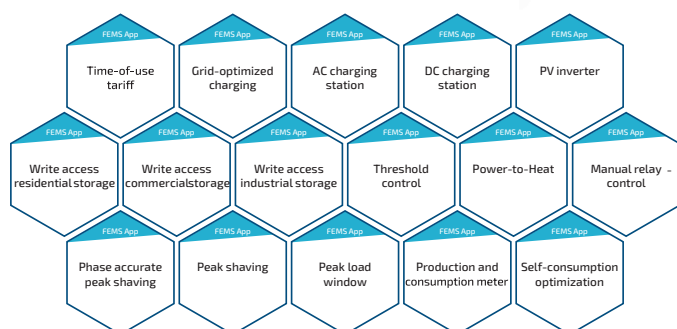 FEMS App
Time-of-use
tariff
FEMS App
Grid-optimized
charging
FEMS App
AC charging
station
FEMS App
DC charging
station
FEMS App
PV inverter
FEMS App
Write access
residential storage
FEMS App
Write access
commercialstorage
FEMS App
Write access
industrial storage
FEMS App
Threshold
control
FEMS App
Power-to-Heat
FEMS App
Manual relay -
control
FEMS App
Phase accurate
peak shaving
FEMS App
Peak shaving
FEMS App
Peak load
window
FEMS App
Production and
consumption meter
FEMS App
Self-consumption
optimization